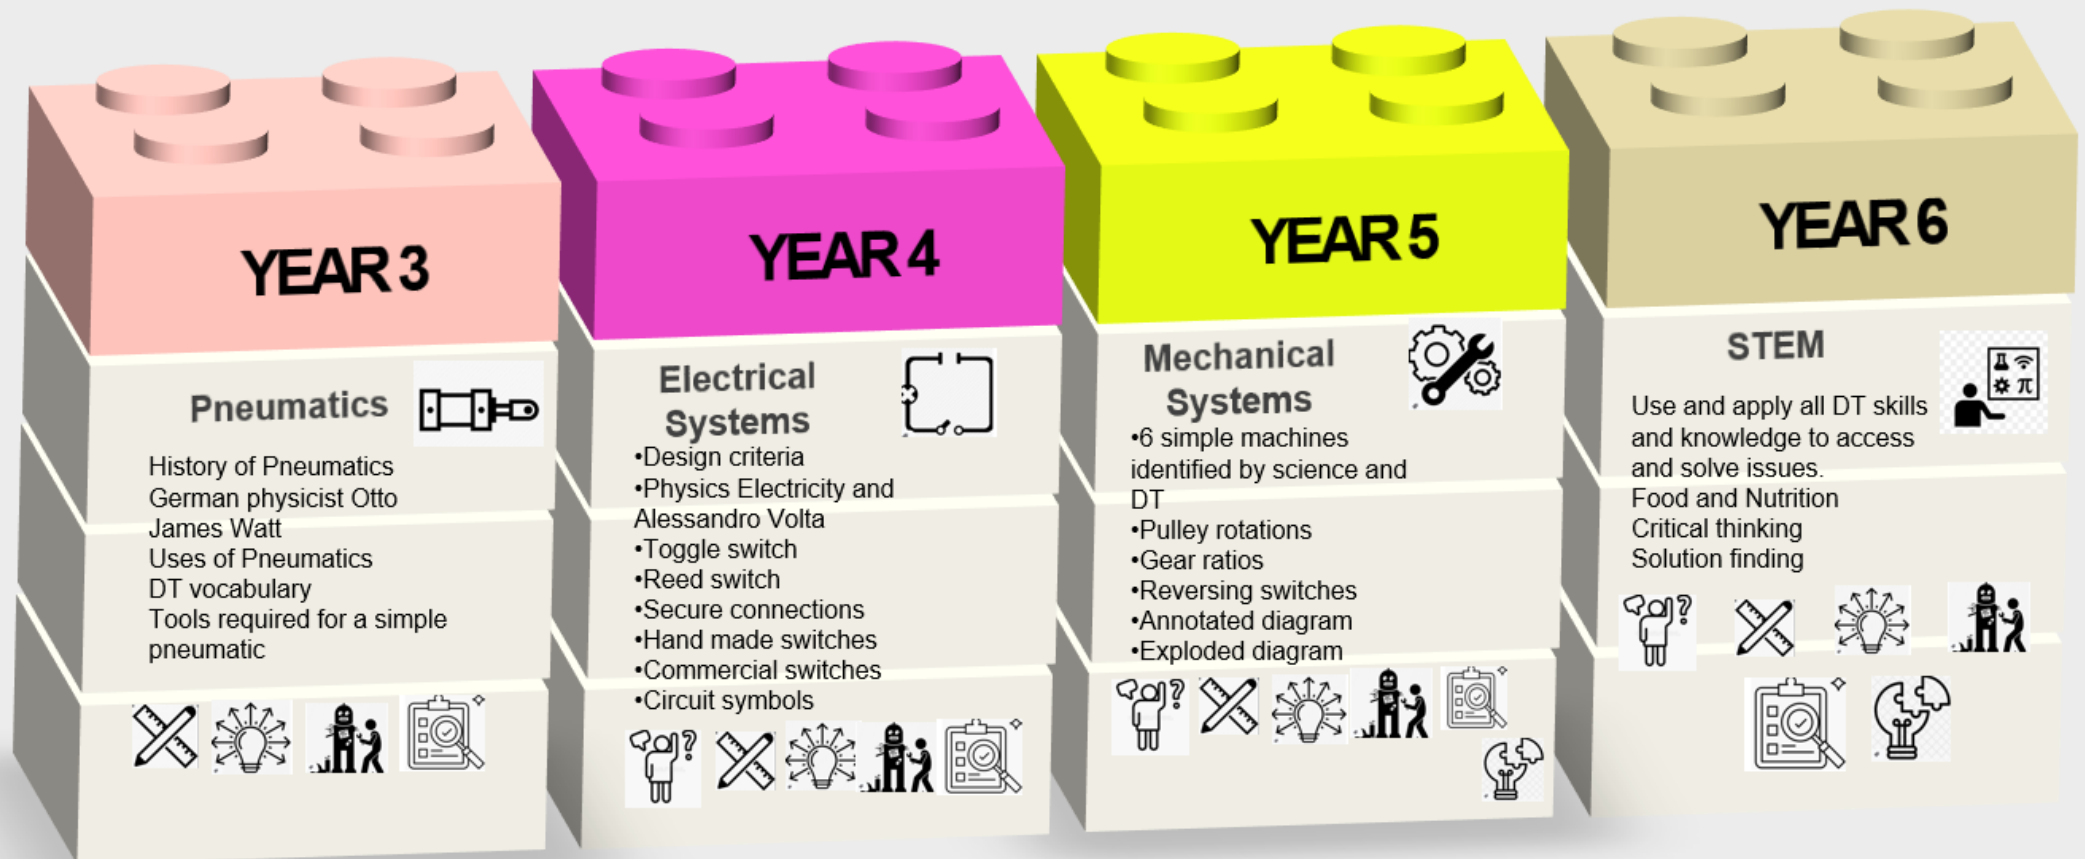 YEAR 3
Pneumatics
History of Pneumatics
German physicist Otto
James Watt
Uses of Pneumatics
DT vocabulary
Tools required for a simple
pneumatic
YEAR 4
Electrical
Systems
•Design criteria
•Physics Electricity and
Alessandro Volta
•Toggle switch
•Reed switch
•Secure connections
•Hand made switches
•Commercial switches
•Circuit symbols
?
YEAR 5
Mechanical
Systems
•6 simple machines
identified by science and
DT
•Pulley rotations
•Gear ratios
•Reversing switches
•Annotated diagram
•Exploded diagram
?
YEAR 6
STEM
π
Use and apply all DT skills
and knowledge to access
and solve issues.
Food and Nutrition
Critical thinking
Solution finding
?